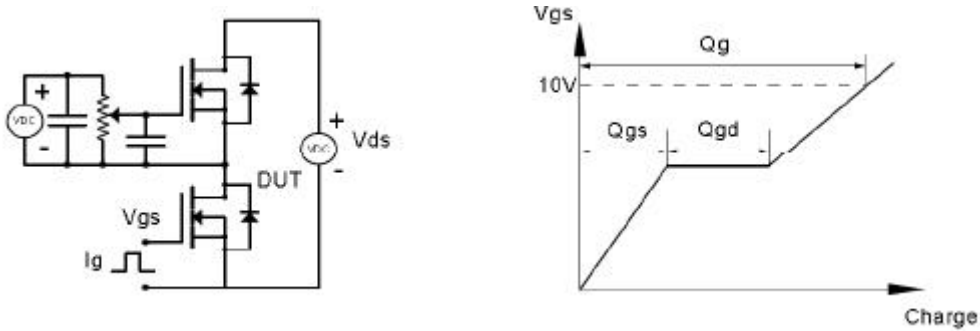 VDC
+
-
Vgs
Ig
DUT
VDC
+
-
Vds
Vgs
Qg
10V
Qgs
Qgd
Charge